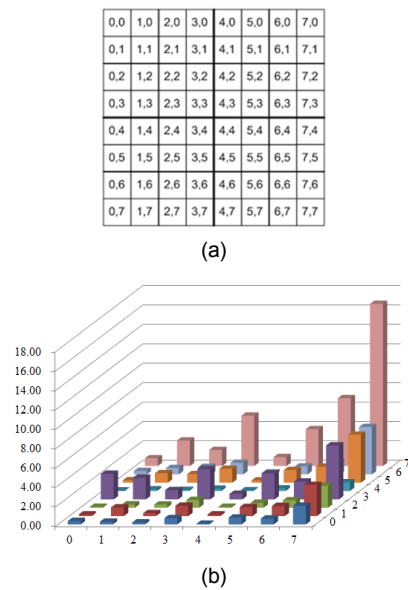 0,0 1,0 2,0 3,0 4,0 5,0 6,0 7,0
0,1 1,1 2,1 3,1 4,1 5,1 6,1 7,1
0,2 1,2 2,2 3,2 4,2 5,2 6,2 7,2
0,3 1,3 2,3 3,3 4,3 5,3 6,3 7,3
0,4 1,4 2,4 3,4 4,4 5,4 6,4 7,4
0,5 1,5 2,5 3,5 4,5 5,5 6,5 7,5
0,6 1,6 2,6 3,6 4,6 5,6 6,6 7,6
0,7 1,7 2,7 3,7 4,7 5,7 6,7 7,7
(a)
18.00
16.00
14.00
12.00
10.00
8.00
6.00
4.00
2.00
0.00
0 1 2 3 4 5 6 7
0 1 2 3 4 5 6 7
(b)